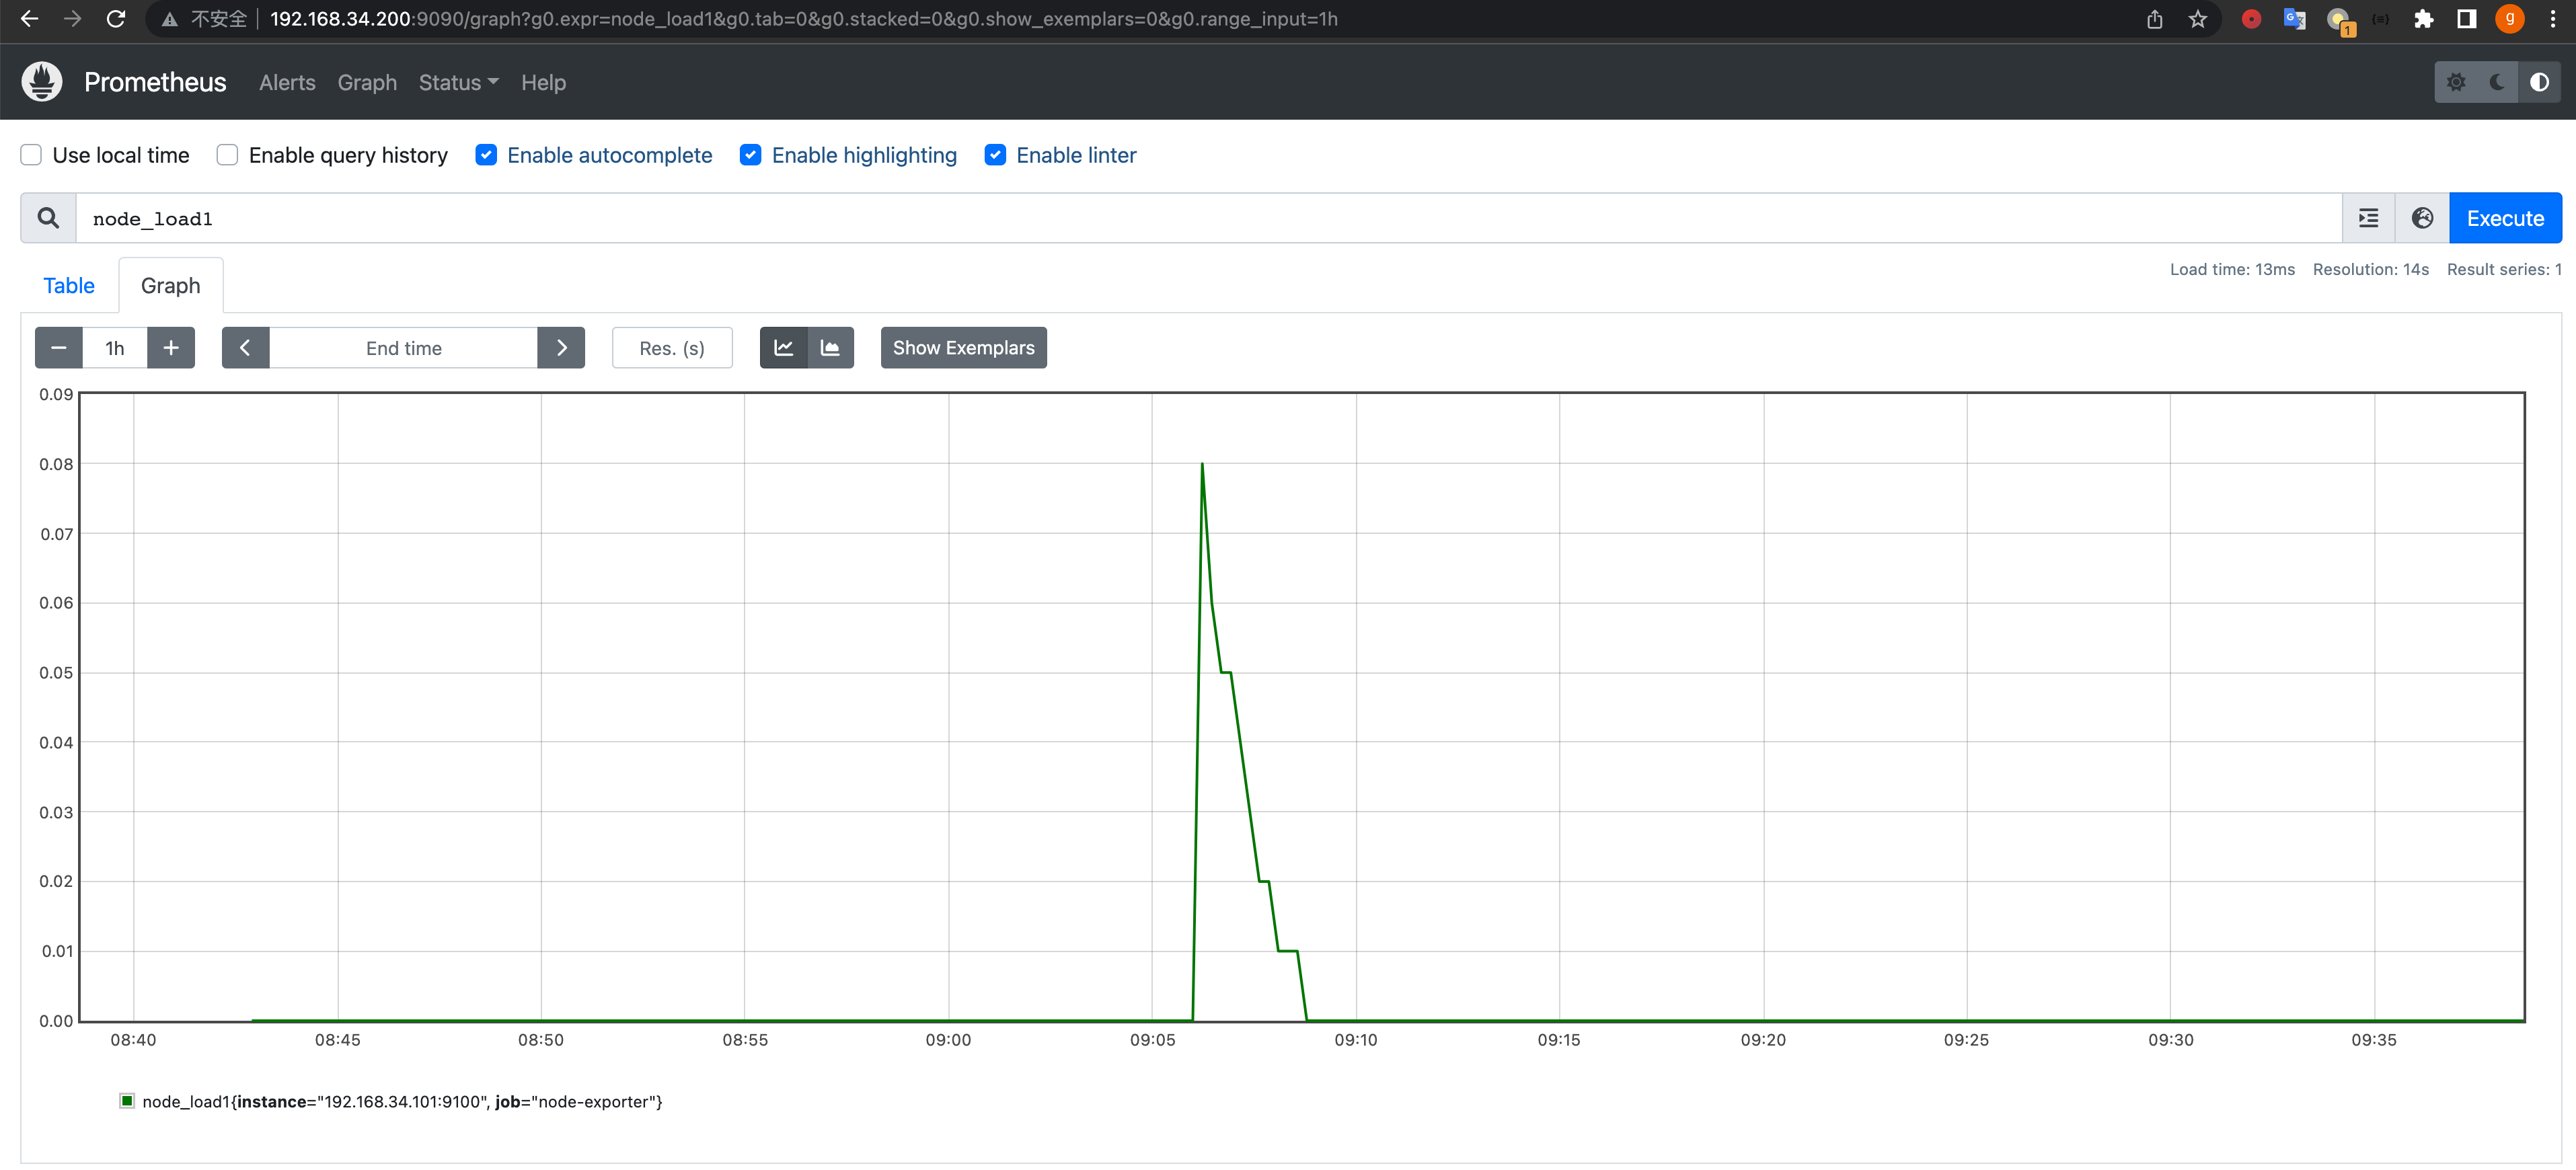 不安全 192.168.34.200:9090/graph?g0.expr=node_load1&g0.tab=0&g0.stacked=0&g0.show_exemplars=0&g0.range_input=1h
1
g
Prometheus Alerts Graph Status Help
Use local time Enable query history Enable autocomplete Enable highlighting Enable linter
node_load1
Execute
Table Graph
Load time: 13ms Resolution: 14s Result series: 1
− 1h + End time Res. (s) Show Exemplars
0.09
0.08
0.07
0.06
0.05
0.04
0.03
0.02
0.01
0.00
08:40 08:45 08:50 08:55 09:00 09:05 09:10 09:15 09:20 09:25 09:30 09:35
node_load1{instance="192.168.34.101:9100", job="node-exporter"}